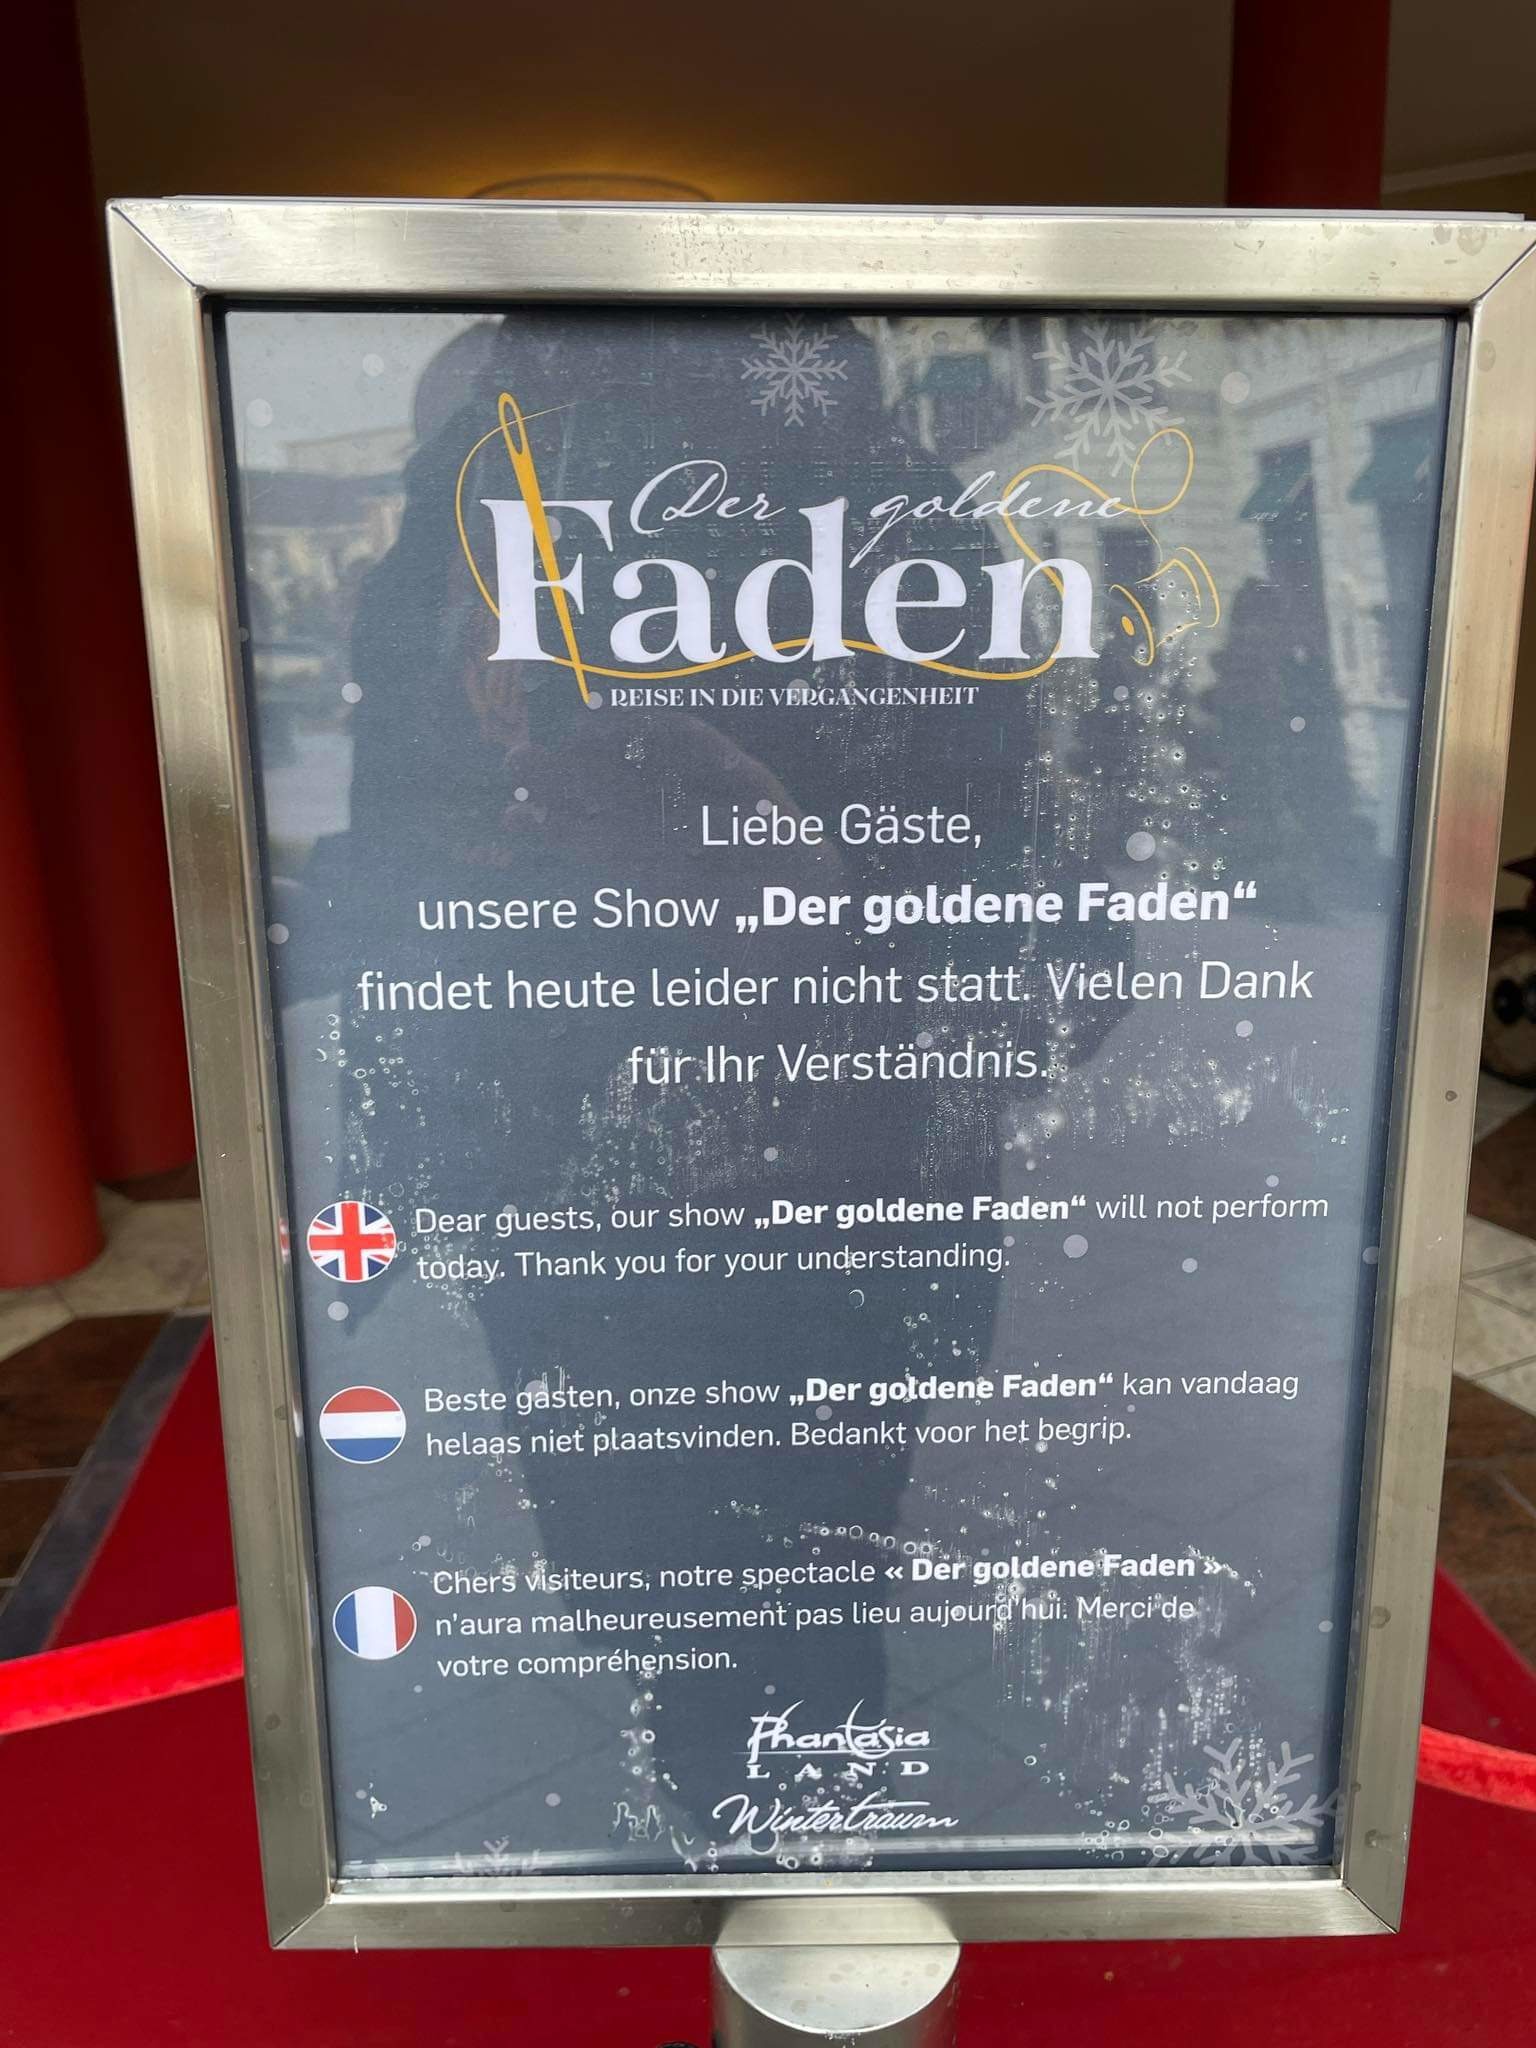 Der goldene
Faden
REISE IN DIE VERGANGENHEIT
Liebe Gäste,
unsere Show „Der goldene Faden“
findet heute leider nicht statt. Vielen Dank
für Ihr Verständnis.
Dear guests, our show „Der goldene Faden“ will not perform
today. Thank you for your understanding.
Beste gasten, onze show „Der goldene Faden“ kan vandaag
helaas niet plaatsvinden. Bedankt voor het begrip.
Chers visiteurs, notre spectacle « Der goldene Faden »
n'aura malheureusement pas lieu aujourd'hui. Merci de
votre compréhension.
Phantasia
LAND
Wintertraum